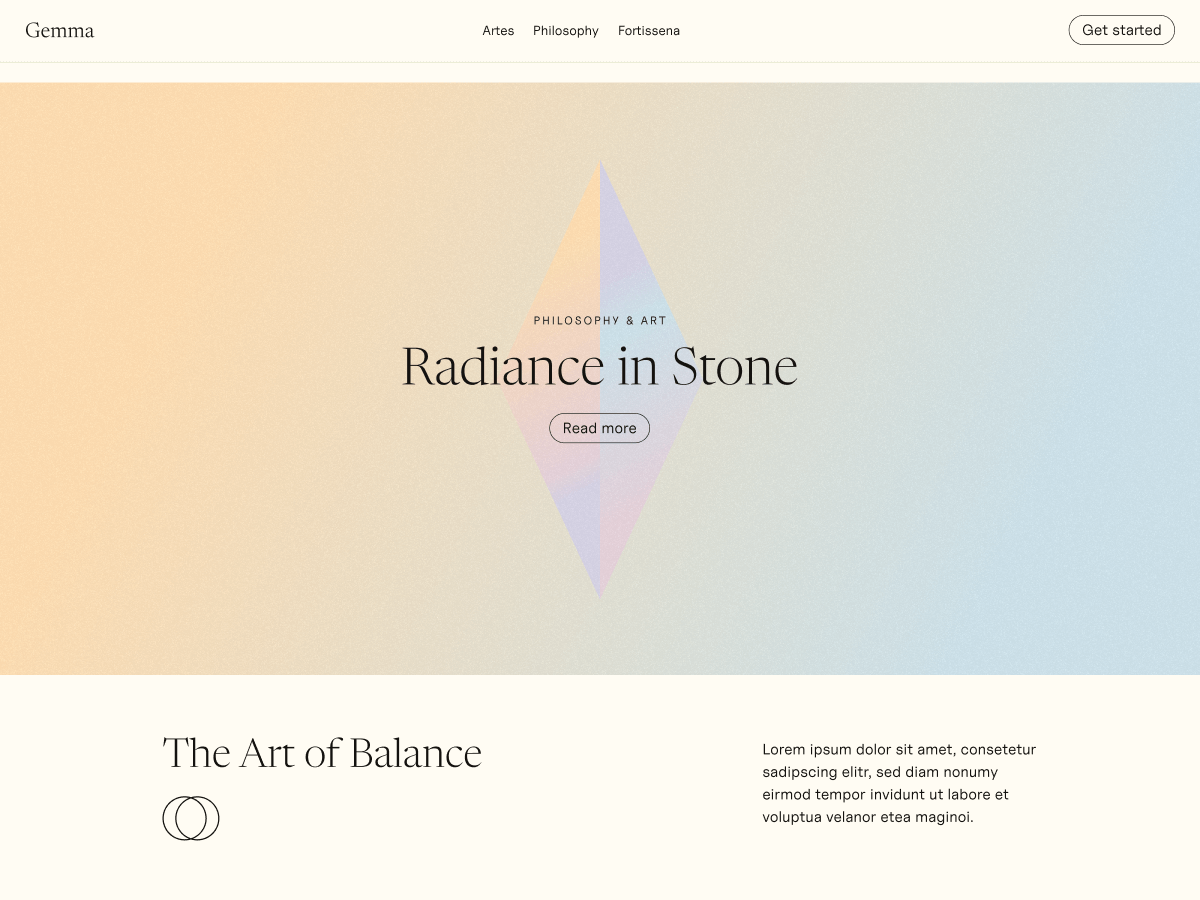 Gemma
Artes
Philosophy
Fortissena
Get started
PHILOSOPHY & ART
Radiance in Stone
Read more
The Art of Balance
Lorem ipsum dolor sit amet, consetetur
sadipscing elitr, sed diam nonumy
eirmod tempor invidunt ut labore et
voluptua velanor etea maginoi.